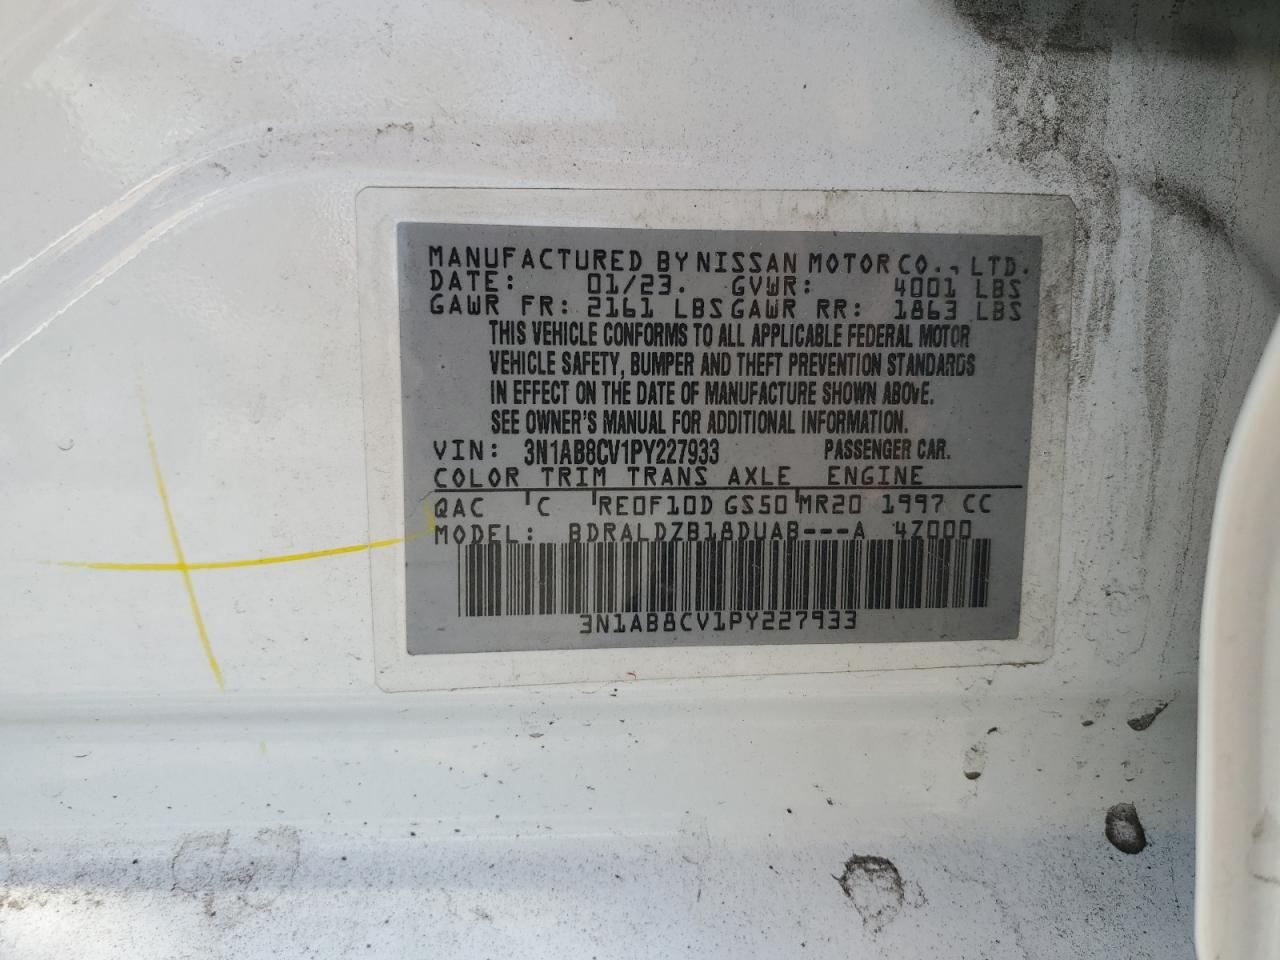 MANUFACTURED BY NISSAN MOTOR CO., LTD.
DATE: 01/23. GVWR: 4001 LBS
GAWR FR: 2161 LBS GAWR RR: 1863 LBS
THIS VEHICLE CONFORMS TO ALL APPLICABLE FEDERAL MOTOR
VEHICLE SAFETY, BUMPER AND THEFT PREVENTION STANDARDS
IN EFFECT ON THE DATE OF MANUFACTURE SHOWN ABOVE.
SEE OWNER'S MANUAL FOR ADDITIONAL INFORMATION.
VIN: 3N1AB8CV1PY227933 PASSENGER CAR.
COLOR TRIM TRANS AXLE ENGINE
QAC C RE0F10D GS50 MR20 1997 CC
MODEL: BDRALDZB18DUAB---A 4Z000
3N1AB8CV1PY227933